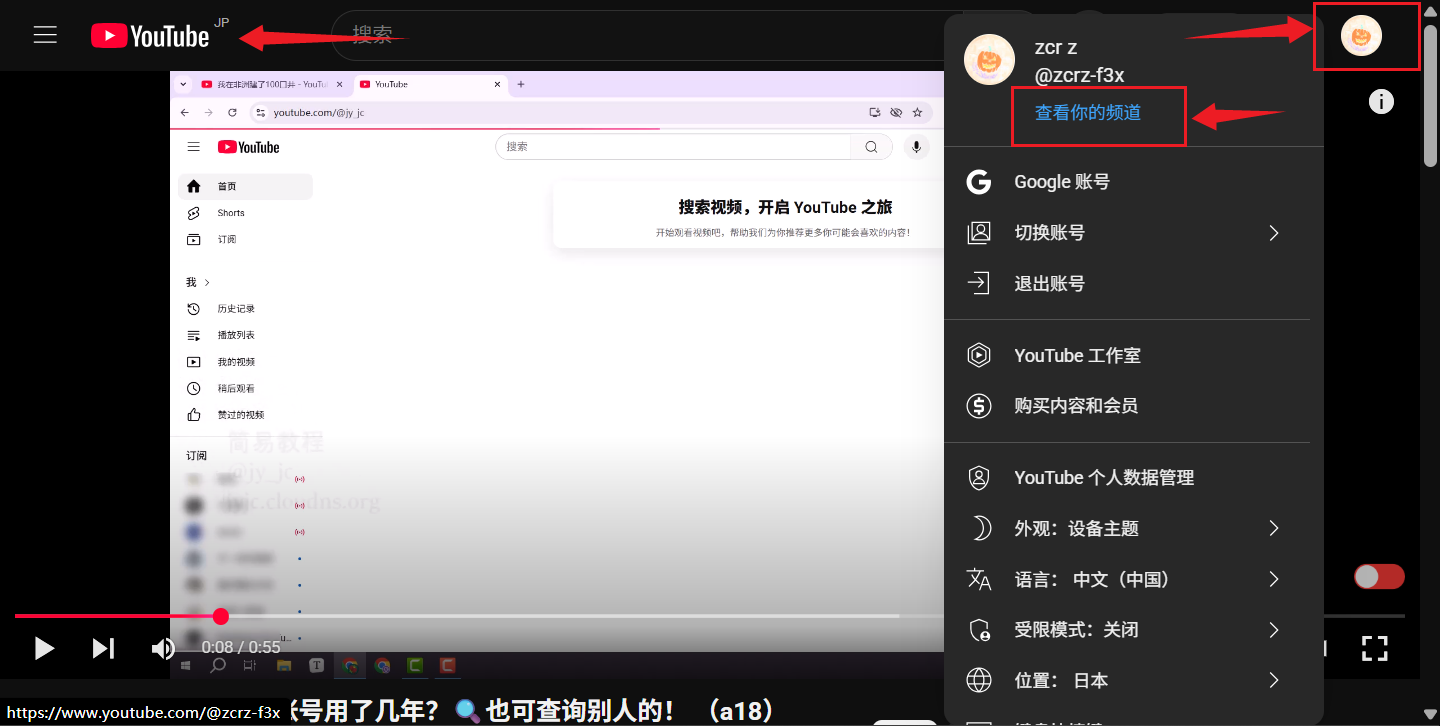 YouTube JP
搜索
zcr z
@zcrz-f3x
查看你的频道
Google 账号
切换账号
退出账号
YouTube 工作室
购买内容和会员
YouTube 个人数据管理
外观：设备主题
语言： 中文（中国）
受限模式：关闭
位置： 日本
我在非洲建了100口井 - YouTu
YouTube
youtube.com/@jy_jc
YouTube
搜索
首页
Shorts
订阅
搜索视频，开启 YouTube 之旅
开始观看视频吧，帮助我们为你推荐更多你可能会喜欢的内容！
我
历史记录
播放列表
我的视频
稍后观看
赞过的视频
订阅
简易教程
@jy_jc
jyjc.cloudns.org
0:08 / 0:55
https://www.youtube.com/@zcrz-f3x
账号用了几年？🔍也可查询别人的！（a18）